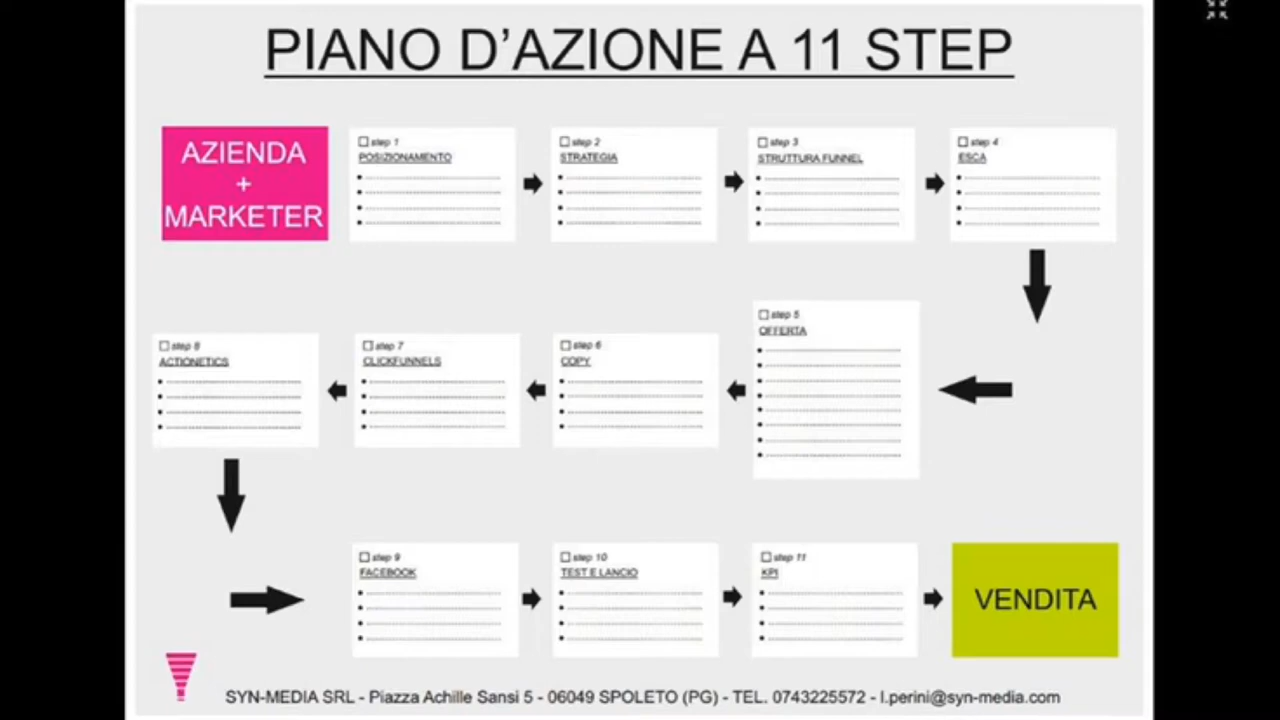 PIANO D'AZIONE A 11 STEP
AZIENDA
+
MARKETER
step 1
POSIZIONAMENTO
step 2
STRATEGIA
step 3
STRUTTURA FUNNEL
step 4
ESCA
step 5
OFFERTA
step 6
COPY
step 7
CLICKFUNNELS
step 8
ACTIONETICS
step 9
FACEBOOK
step 10
TEST E LANCIO
step 11
KPI
VENDITA
SYN-MEDIA SRL - Piazza Achille Sansi 5 - 06049 SPOLETO (PG) - TEL. 0743225572 - l.perini@syn-media.com